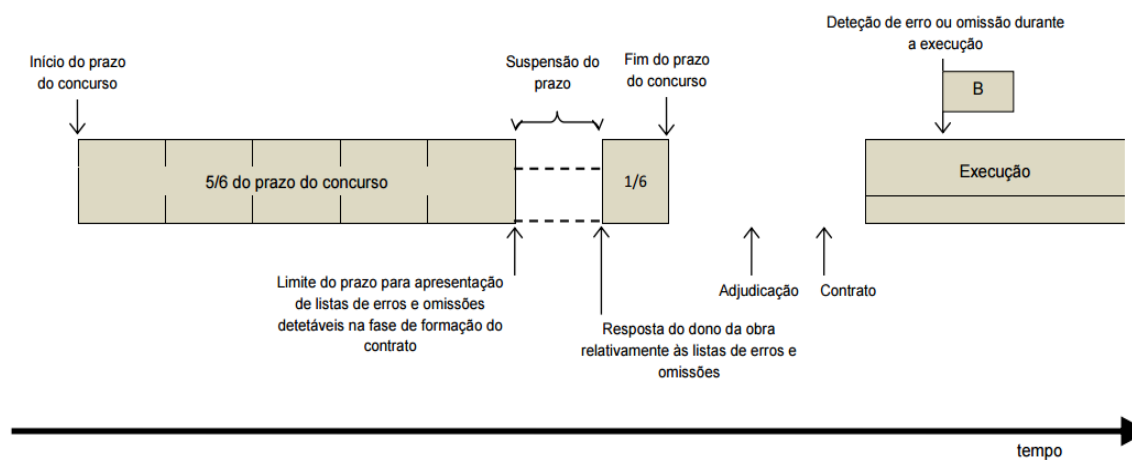 Início do prazo
do concurso
Suspensão do
prazo
Fim do prazo
do concurso
Deteção de erro ou omissão durante
a execução
B
5/6 do prazo do concurso
1/6
Execução
Limite do prazo para apresentação
de listas de erros e omissões
detetáveis na fase de formação do
contrato
Resposta do dono da obra
relativamente às listas de erros e
omissões
Adjudicação
Contrato
tempo